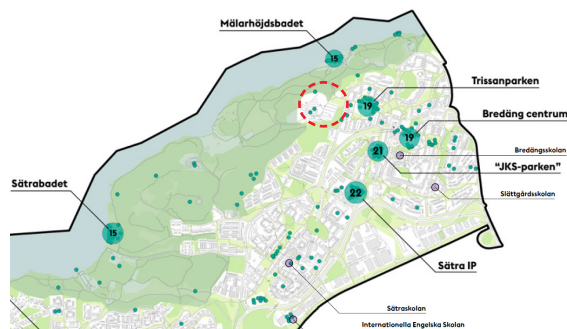 Mälarhöjdsbadet
15
Trissanparken
19
Bredäng centrum
19
Bredängsskolan
21
"JKS-parken"
Slättgårdsskolan
22
Sätrabadet
15
Sätra IP
Sätraskolan
Internationella Engelska Skolan